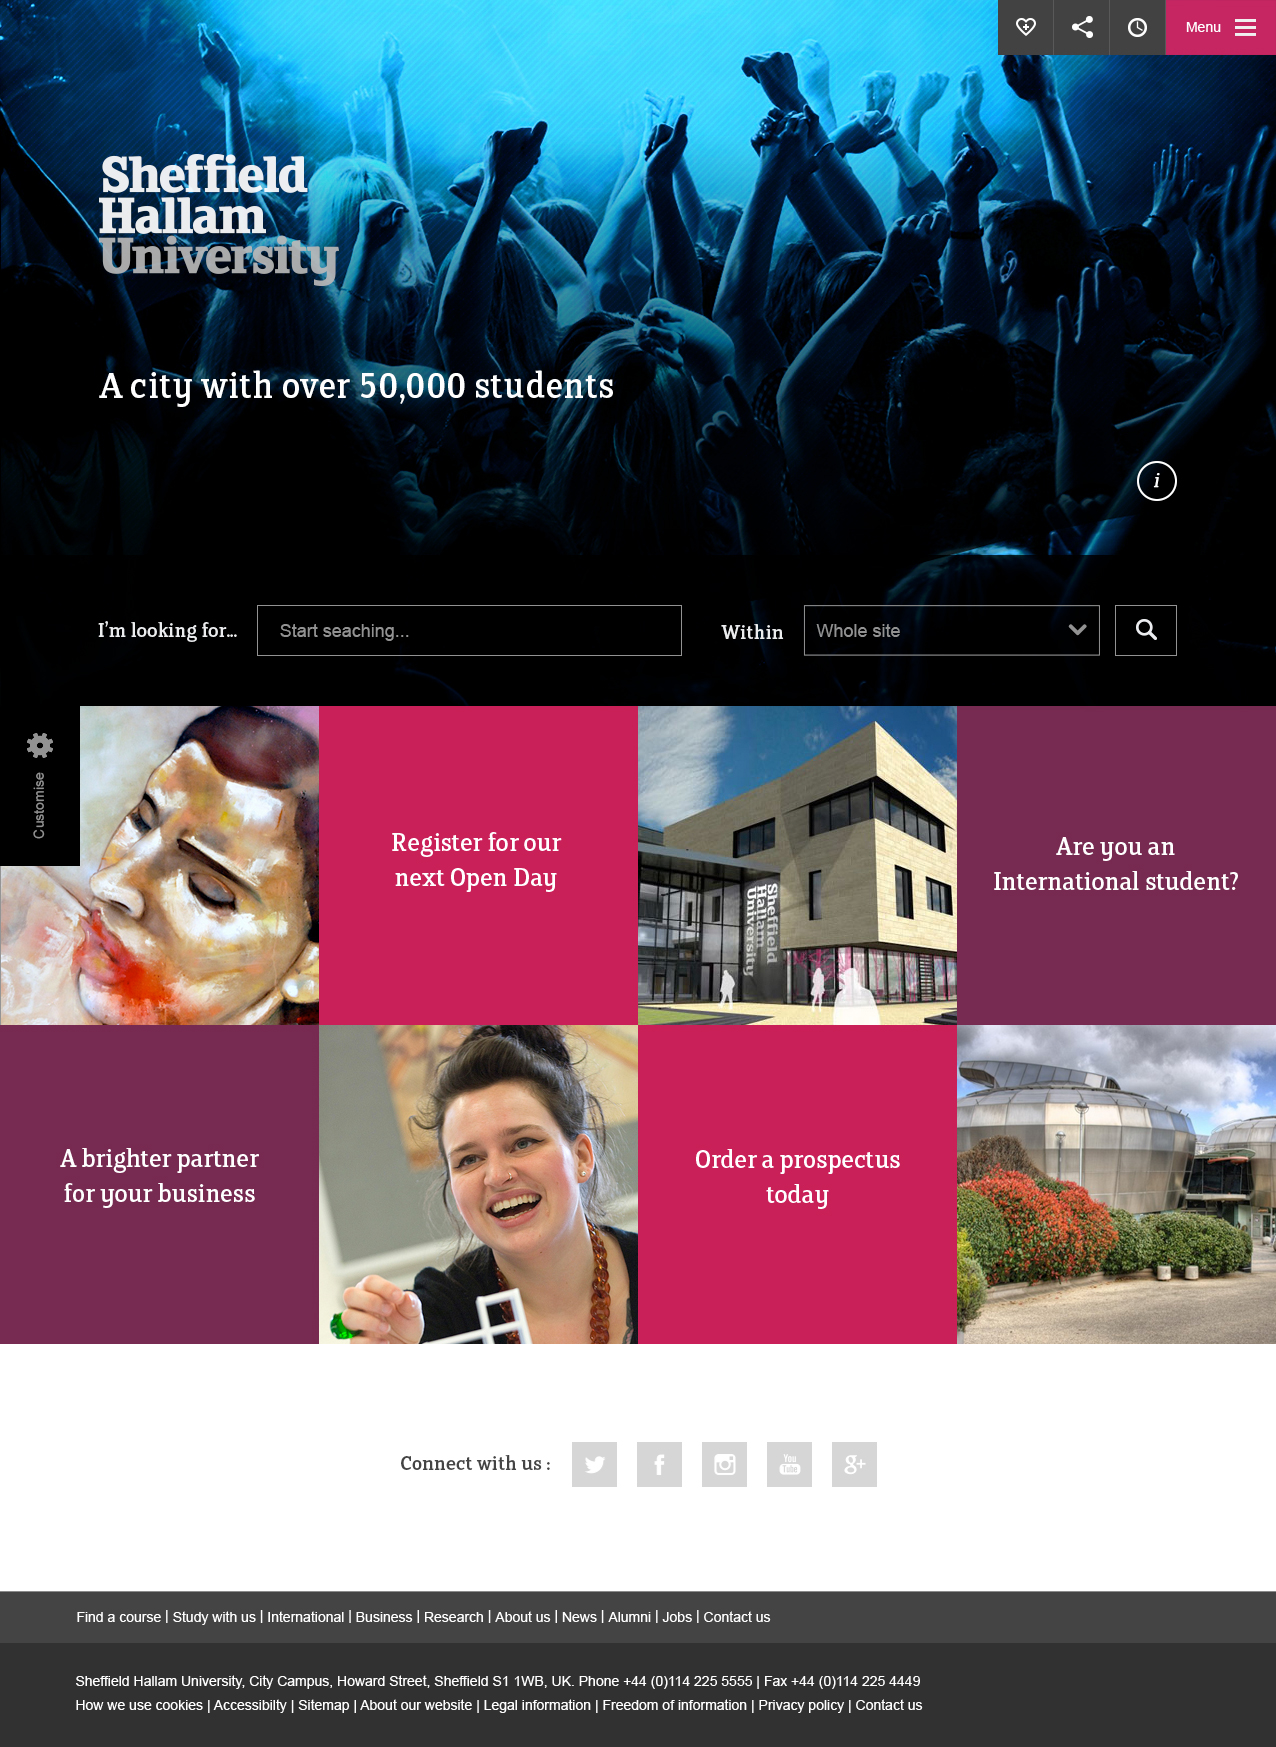 Menu
Sheffield
Hallam
University
A city with over 50,000 students
i
I'm looking for...
Start seaching...
Within
Whole site
Customise
Register for our
next Open Day
Sheffield
Hallam
University
Are you an
International student?
A brighter partner
for your business
Order a prospectus
today
Connect with us :
You
Tube
g+
Find a course | Study with us | International | Business | Research | About us | News | Alumni | Jobs | Contact us
Sheffield Hallam University, City Campus, Howard Street, Sheffield S1 1WB, UK. Phone +44 (0)114 225 5555 | Fax +44 (0)114 225 4449
How we use cookies | Accessibilty | Sitemap | About our website | Legal information | Freedom of information | Privacy policy | Contact us